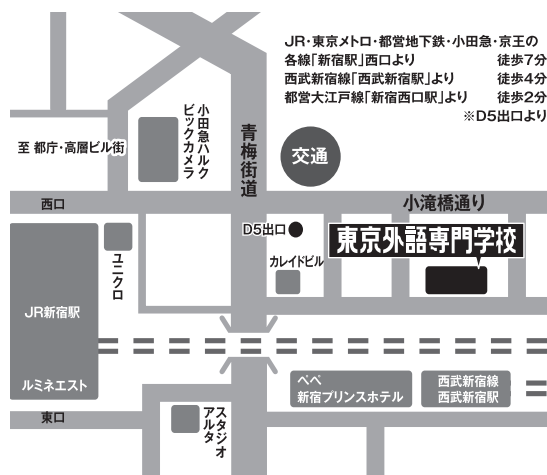 JR・東京メトロ・都営地下鉄・小田急・京王の
各線「新宿駅」西口より 徒歩7分
西武新宿線「西武新宿駅」より 徒歩4分
都営大江戸線「新宿西口駅」より 徒歩2分
※D5出口より
小田急ハルク
ビックカメラ
青梅街道
交通
至 都庁・高層ビル街
西口
小滝橋通り
D5出口
東京外語専門学校
カレイドビル
ユニクロ
JR新宿駅
ルミネエスト
ぺぺ
新宿プリンスホテル
西武新宿線
西武新宿駅
東口
スタジオ
アルタ